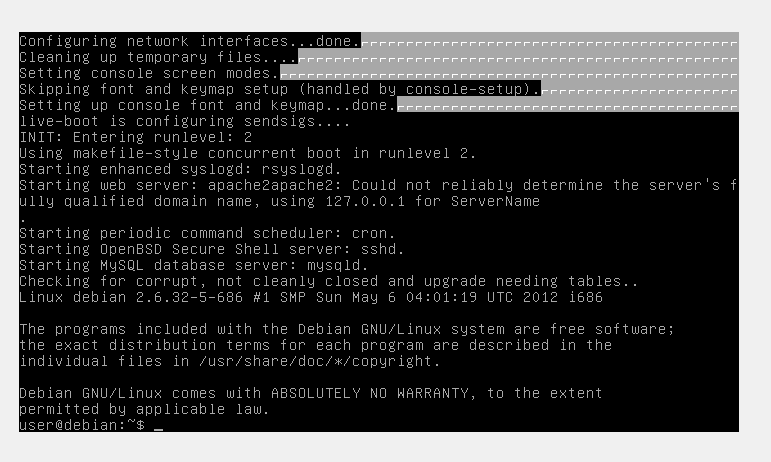 Configuring network interfaces...done.
Cleaning up temporary files....
Setting console screen modes.
Skipping font and keymap setup (handled by console-setup).
Setting up console font and keymap...done.
live-boot is configuring sendsigs....
INIT: Entering runlevel: 2
Using makefile-style concurrent boot in runlevel 2.
Starting enhanced syslogd: rsyslogd.
Starting web server: apache2apache2: Could not reliably determine the server's f
ully qualified domain name, using 127.0.0.1 for ServerName
.
Starting periodic command scheduler: cron.
Starting OpenBSD Secure Shell server: sshd.
Starting MySQL database server: mysqld.
Checking for corrupt, not cleanly closed and upgrade needing tables..
Linux debian 2.6.32-5-686 #1 SMP Sun May 6 04:01:19 UTC 2012 i686

The programs included with the Debian GNU/Linux system are free software;
the exact distribution terms for each program are described in the
individual files in /usr/share/doc/*/copyright.

Debian GNU/Linux comes with ABSOLUTELY NO WARRANTY, to the extent
permitted by applicable law.
user@debian:~$ _